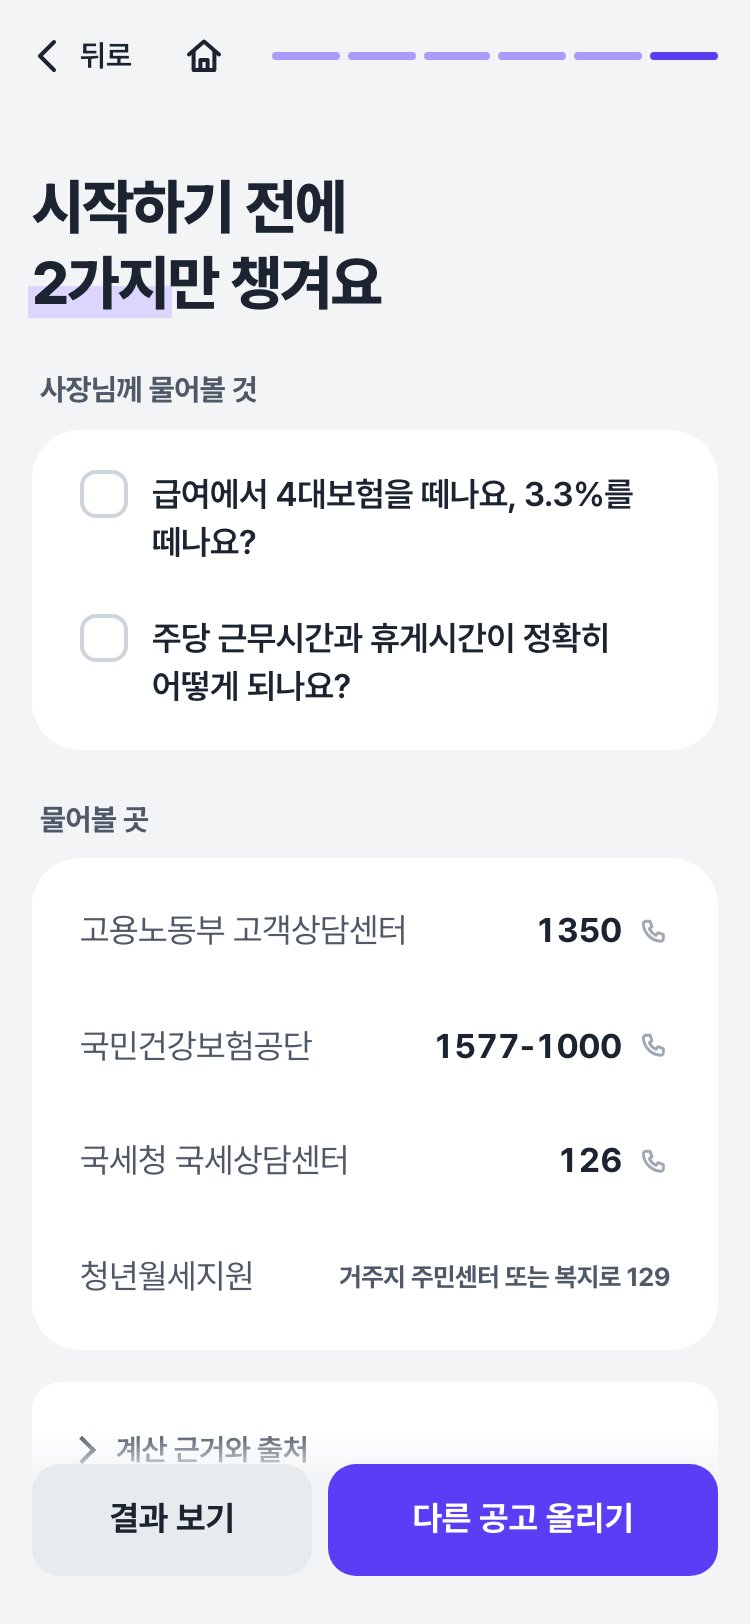 뒤로
시작하기 전에
2가지만 챙겨요
사장님께 물어볼 것
급여에서 4대보험을 떼나요, 3.3%를
떼나요?
주당 근무시간과 휴게시간이 정확히
어떻게 되나요?
물어볼 곳
고용노동부 고객상담센터 1350
국민건강보험공단 1577-1000
국세청 국세상담센터 126
청년월세지원 거주지 주민센터 또는 복지로 129
계산 근거와 출처
결과 보기 다른 공고 올리기